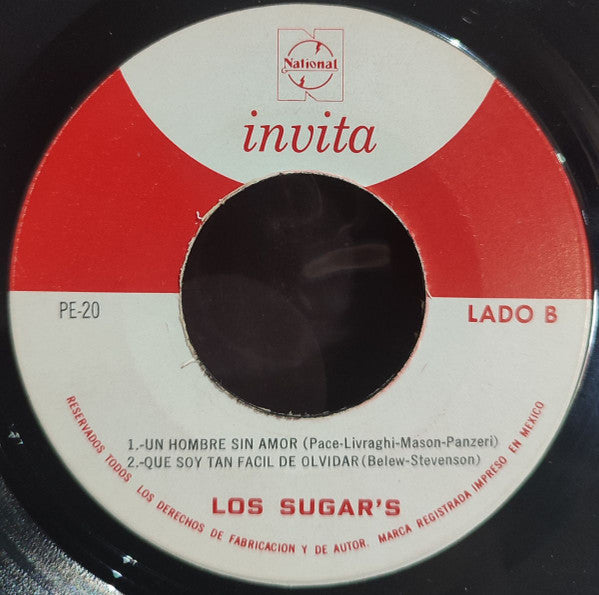 National
invita
PE-20
LADO B
1.-UN HOMBRE SIN AMOR (Pace-Livraghi-Mason-Panzeri)
2.-QUE SOY TAN FACIL DE OLVIDAR (Belew-Stevenson)
LOS SUGAR'S
RESERVADOS TODOS LOS DERECHOS DE FABRICACION Y DE AUTOR. MARCA REGISTRADA IMPRESO EN MEXICO